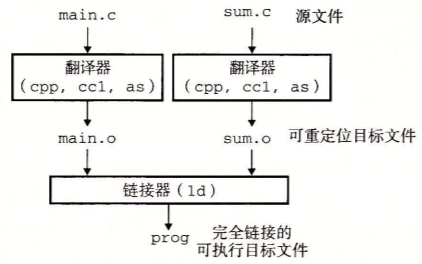 main.c sum.c 源文件
翻译器 翻译器
(cpp, cc1, as) (cpp, cc1, as)
main.o sum.o 可重定位目标文件
链接器(ld)
prog 完全链接的
可执行目标文件